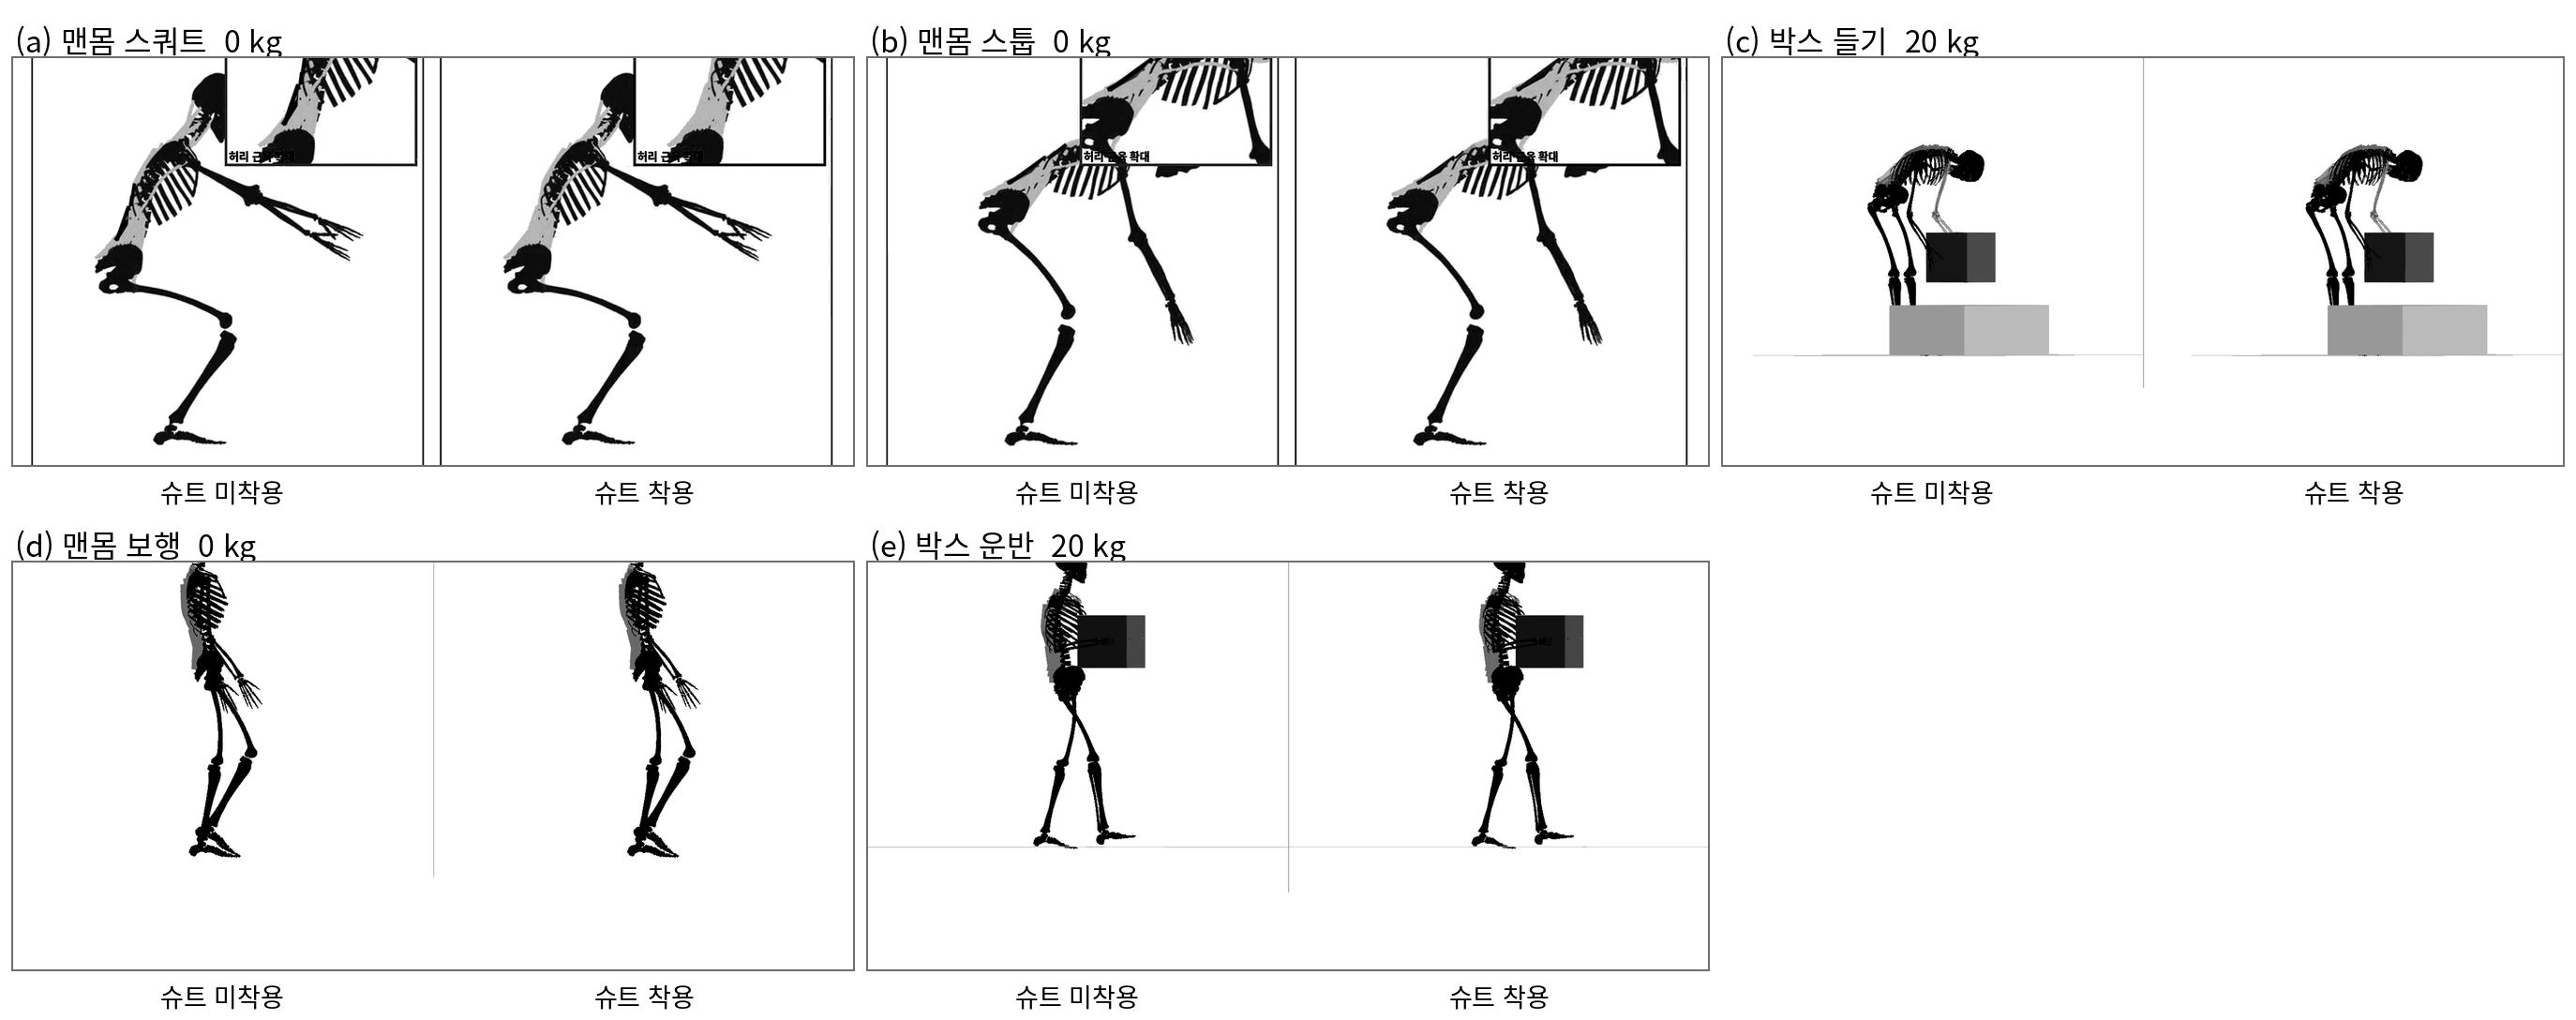 (a) 맨몸 스쿼트 0 kg
(b) 맨몸 스툽 0 kg
(c) 박스 들기 20 kg
허리 근육 확대
허리 근육 확대
슈트 미착용
슈트 착용
슈트 미착용
슈트 착용
슈트 미착용
슈트 착용
(d) 맨몸 보행 0 kg
(e) 박스 운반 20 kg
슈트 미착용
슈트 착용
슈트 미착용
슈트 착용